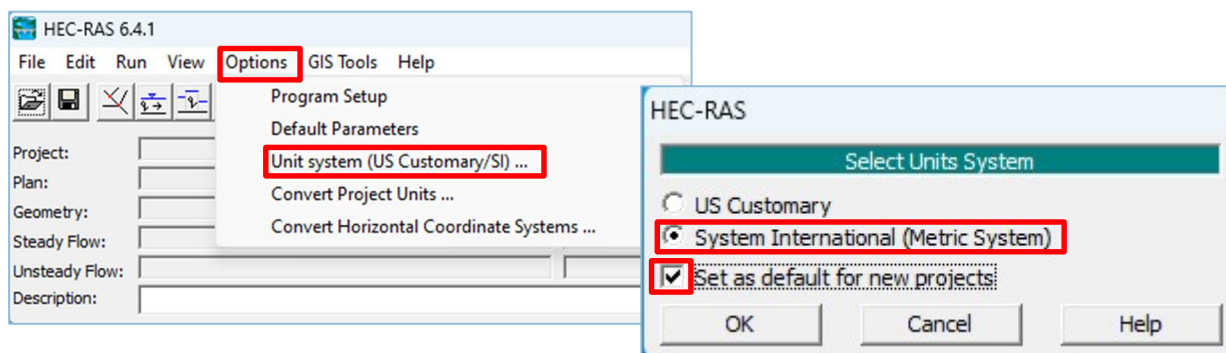 HEC-RAS 6.4.1
File Edit Run View Options GIS Tools Help
Program Setup
Default Parameters
Unit system (US Customary/SI) ...
Convert Project Units ...
Convert Horizontal Coordinate Systems ...
Project:
Plan:
Geometry:
Steady Flow:
Unsteady Flow:
Description:
HEC-RAS
Select Units System
US Customary
System International (Metric System)
Set as default for new projects
OK Cancel Help